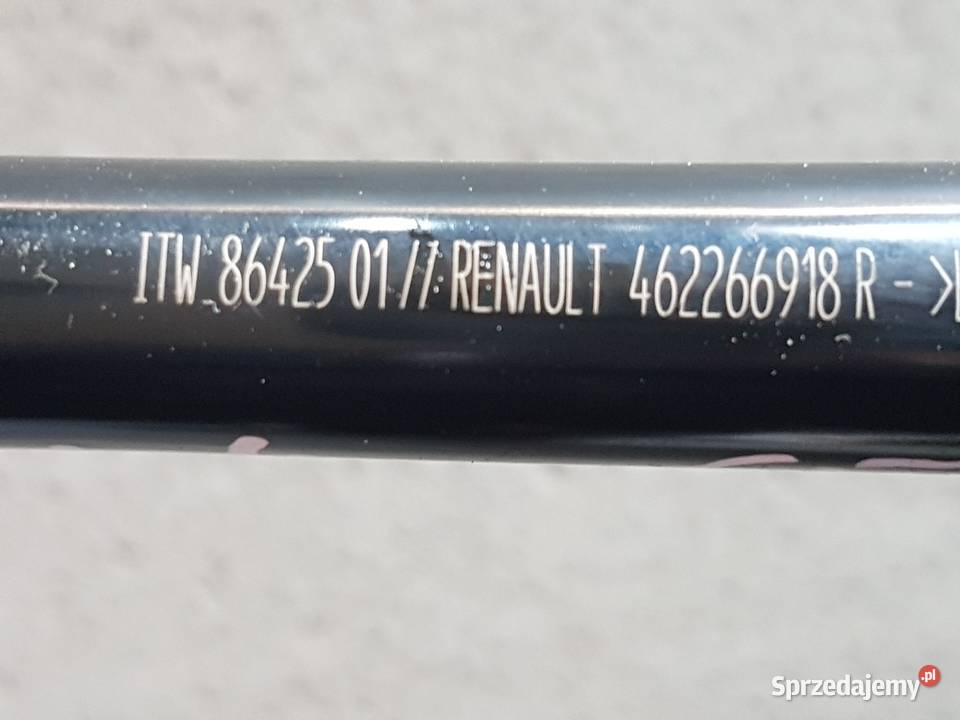 ITW_86425 01 // RENAULT 462266918 R - >
Sprzedajemy.pl